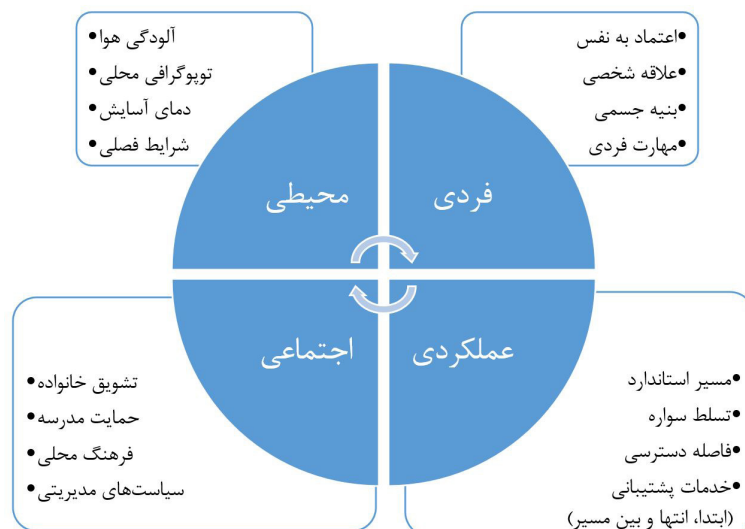 •اعتماد به نفس
•علاقه شخصی
•بنیه جسمی
•مهارت فردی
•آلودگی هوا
•توپوگرافی محلی
•دمای آسایش
•شرایط فصلی
فردی
محیطی
عملکردی
اجتماعی
•مسیر استاندارد
•تسلط سواره
•فاصله دسترسی
•خدمات پشتیبانی
(ابتدا، انتها و بین مسیر)
•تشویق خانواده
•حمایت مدرسه
•فرهنگ محلی
•سیاست‌های مدیریتی